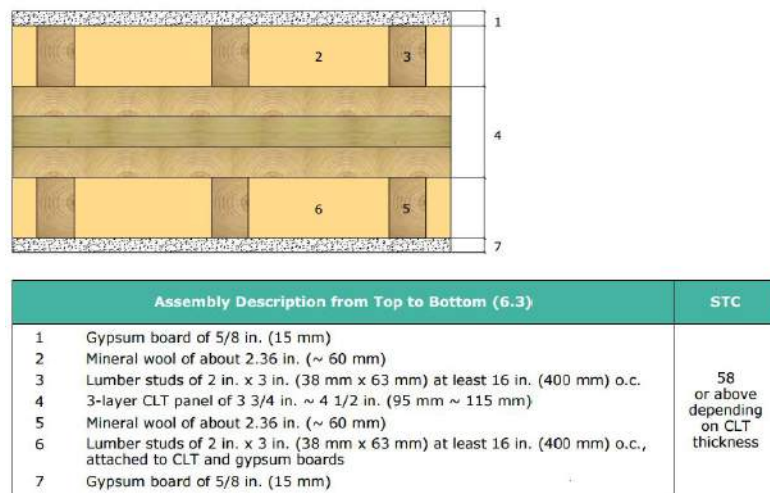 1
2
3
4
6
5
7
Assembly Description from Top to Bottom (6.3)
STC
1 Gypsum board of 5/8 in. (15 mm)
2 Mineral wool of about 2.36 in. (~ 60 mm)
3 Lumber studs of 2 in. x 3 in. (38 mm x 63 mm) at least 16 in. (400 mm) o.c.
4 3-layer CLT panel of 3 3/4 in. ~ 4 1/2 in. (95 mm ~ 115 mm)
5 Mineral wool of about 2.36 in. (~ 60 mm)
6 Lumber studs of 2 in. x 3 in. (38 mm x 63 mm) at least 16 in. (400 mm) o.c.,
attached to CLT and gypsum boards
7 Gypsum board of 5/8 in. (15 mm)
58
or above
depending
on CLT
thickness